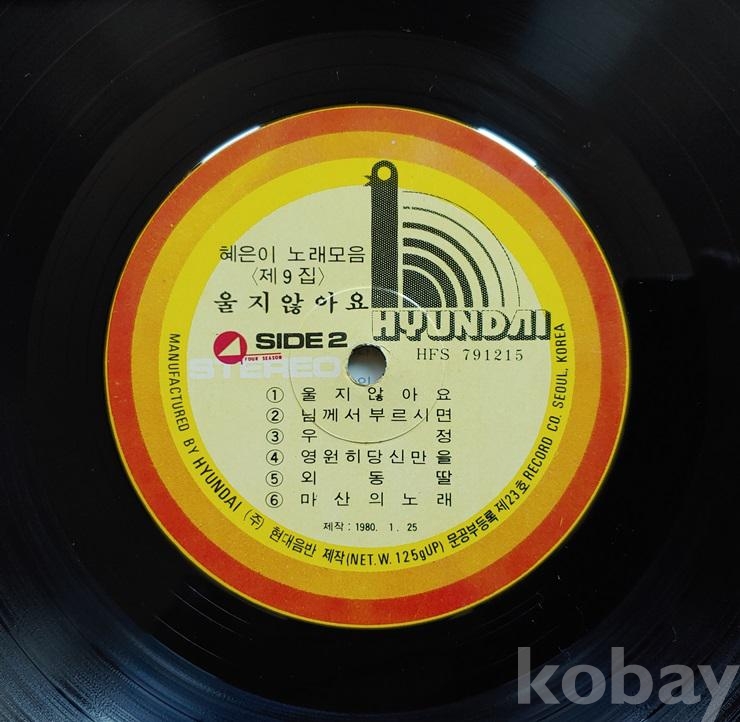 혜은이 노래모음
〈제9집〉
울지않아요
HYUNDAI
SIDE 2
FOUR SEASON
STEREO
HFS 791215
① 울지않아요
② 님께서부르시면
③ 우정
④ 영원히당신만을
⑤ 외동딸
⑥ 마산의노래
제작: 1980. 1. 25
MANUFACTURED BY HYUNDAI (주) 현대음반 제작(NET. W. 125gUP) 문공부등록 제23호 RECORD CO. SEOUL, KOREA
kobay